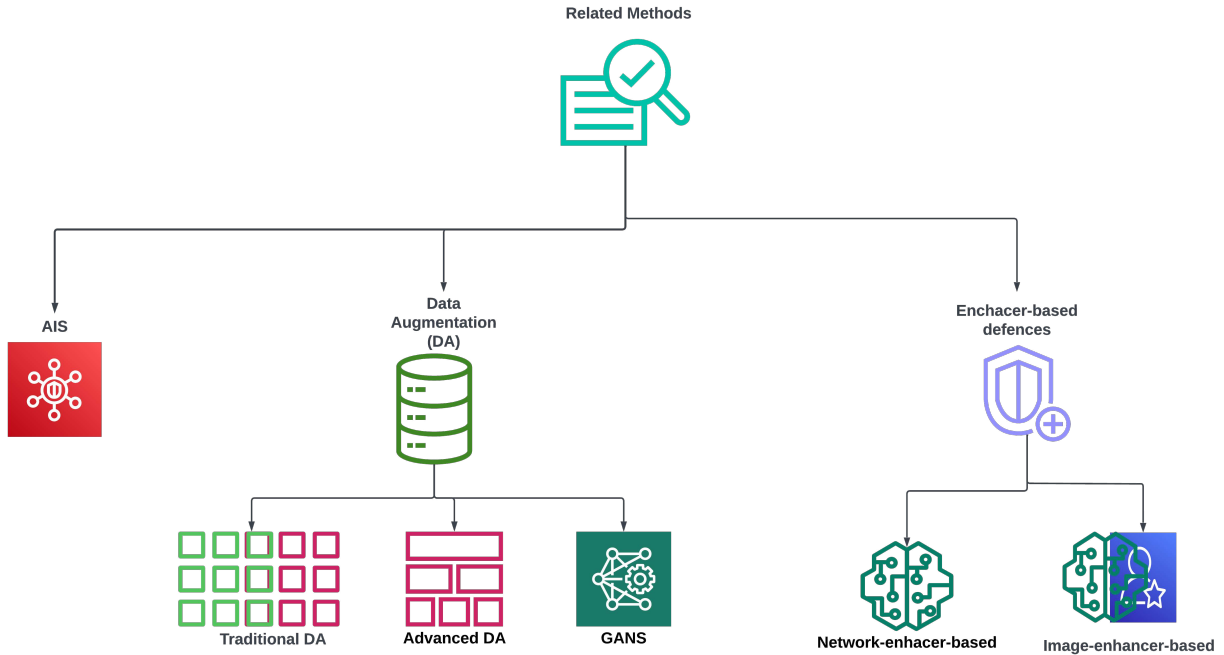 Related Methods
AIS
Data
Augmentation
(DA)
Enchacer-based
defences
Traditional DA
Advanced DA
GANS
Network-enhacer-based
Image-enhancer-based